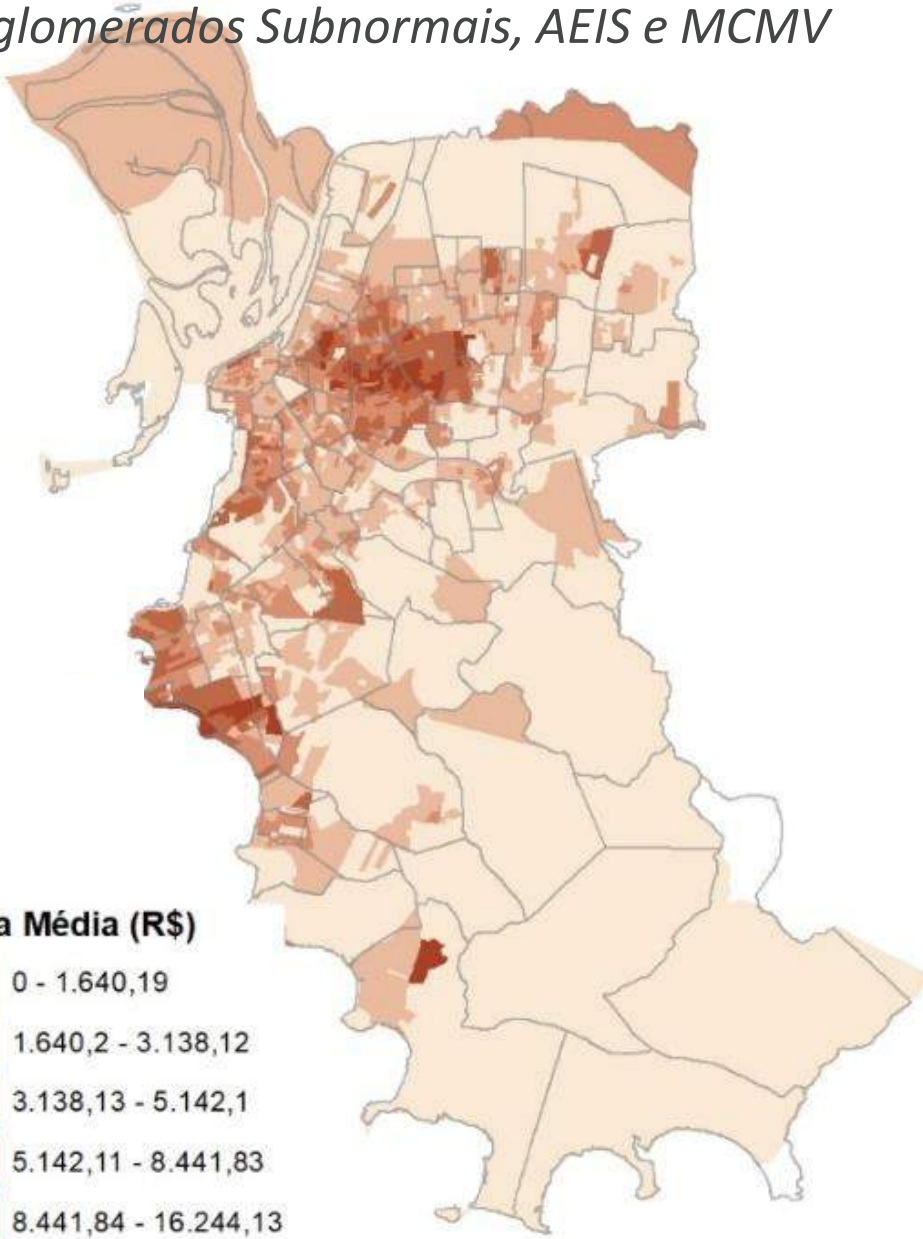 glomerados Subnormais, AEIS e MCMV
a Média (R$)
0 - 1.640,19
1.640,2 - 3.138,12
3.138,13 - 5.142,1
5.142,11 - 8.441,83
8.441,84 - 16.244,13